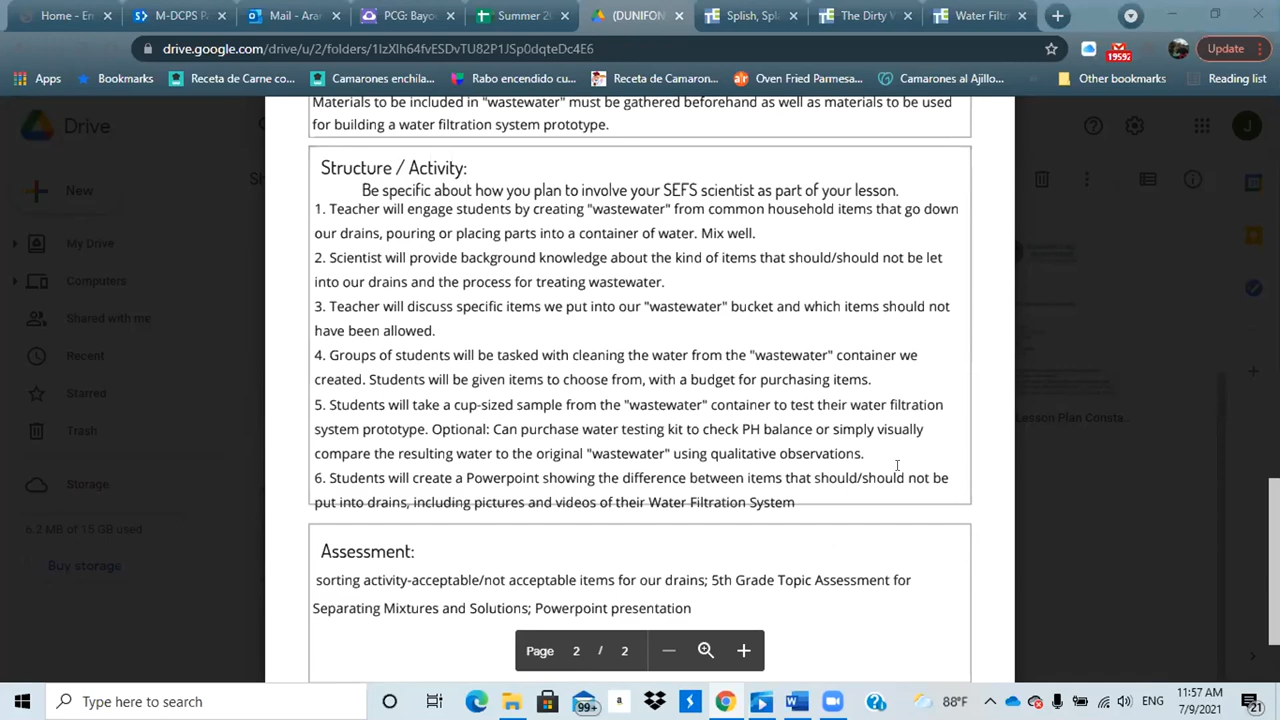 Home - Em
M-DCPS Pa
Mail - Aran
PCG: Bayou
Summer 20
(DUNIFON
Splish, Spla
The Dirty W
Water Filtr
drive.google.com/drive/u/2/folders/1IzXlh64fvESDvTU82P1JSp0dqteDc4E6
19592
Update
Apps
Bookmarks
Receta de Carne co...
Camarones enchila...
Rabo encendido cu...
Receta de Camaron...
Oven Fried Parmesa...
Camarones al Ajillo...
Other bookmarks
Reading list
Drive
New
My Drive
Computers
Shared with me
Recent
Starred
Trash
Storage
6.2 MB of 15 GB used
Buy storage
J
Lesson Plan Consta...
Materials to be included in "wastewater" must be gathered beforehand as well as materials to be used
for building a water filtration system prototype.
Structure / Activity:
Be specific about how you plan to involve your SEFS scientist as part of your lesson.
1. Teacher will engage students by creating "wastewater" from common household items that go down
our drains, pouring or placing parts into a container of water. Mix well.
2. Scientist will provide background knowledge about the kind of items that should/should not be let
into our drains and the process for treating wastewater.
3. Teacher will discuss specific items we put into our "wastewater" bucket and which items should not
have been allowed.
4. Groups of students will be tasked with cleaning the water from the "wastewater" container we
created. Students will be given items to choose from, with a budget for purchasing items.
5. Students will take a cup-sized sample from the "wastewater" container to test their water filtration
system prototype. Optional: Can purchase water testing kit to check PH balance or simply visually
compare the resulting water to the original "wastewater" using qualitative observations.
6. Students will create a Powerpoint showing the difference between items that should/should not be
put into drains, including pictures and videos of their Water Filtration System
Assessment:
sorting activity-acceptable/not acceptable items for our drains; 5th Grade Topic Assessment for
Separating Mixtures and Solutions; Powerpoint presentation
Page 2 / 2
Type here to search
99+
a
88°F
ENG
11:57 AM
7/9/2021
21